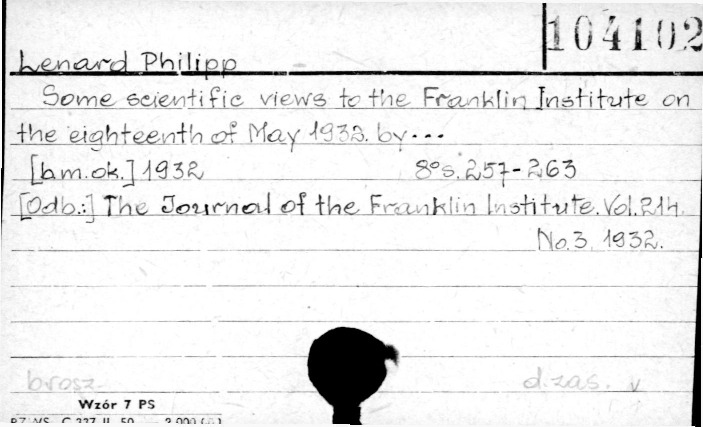 104102
Lenard Philipp
Some scientific views to the Franklin Institute on
the eighteenth of May 1932. by...
[b.m.ok.] 1932 8° s. 257-263
[Odb.:] The Journal of the Franklin Institute. Vol. 214.
No. 3. 1932.
brosz. d. zas. v
Wzór 7 PS